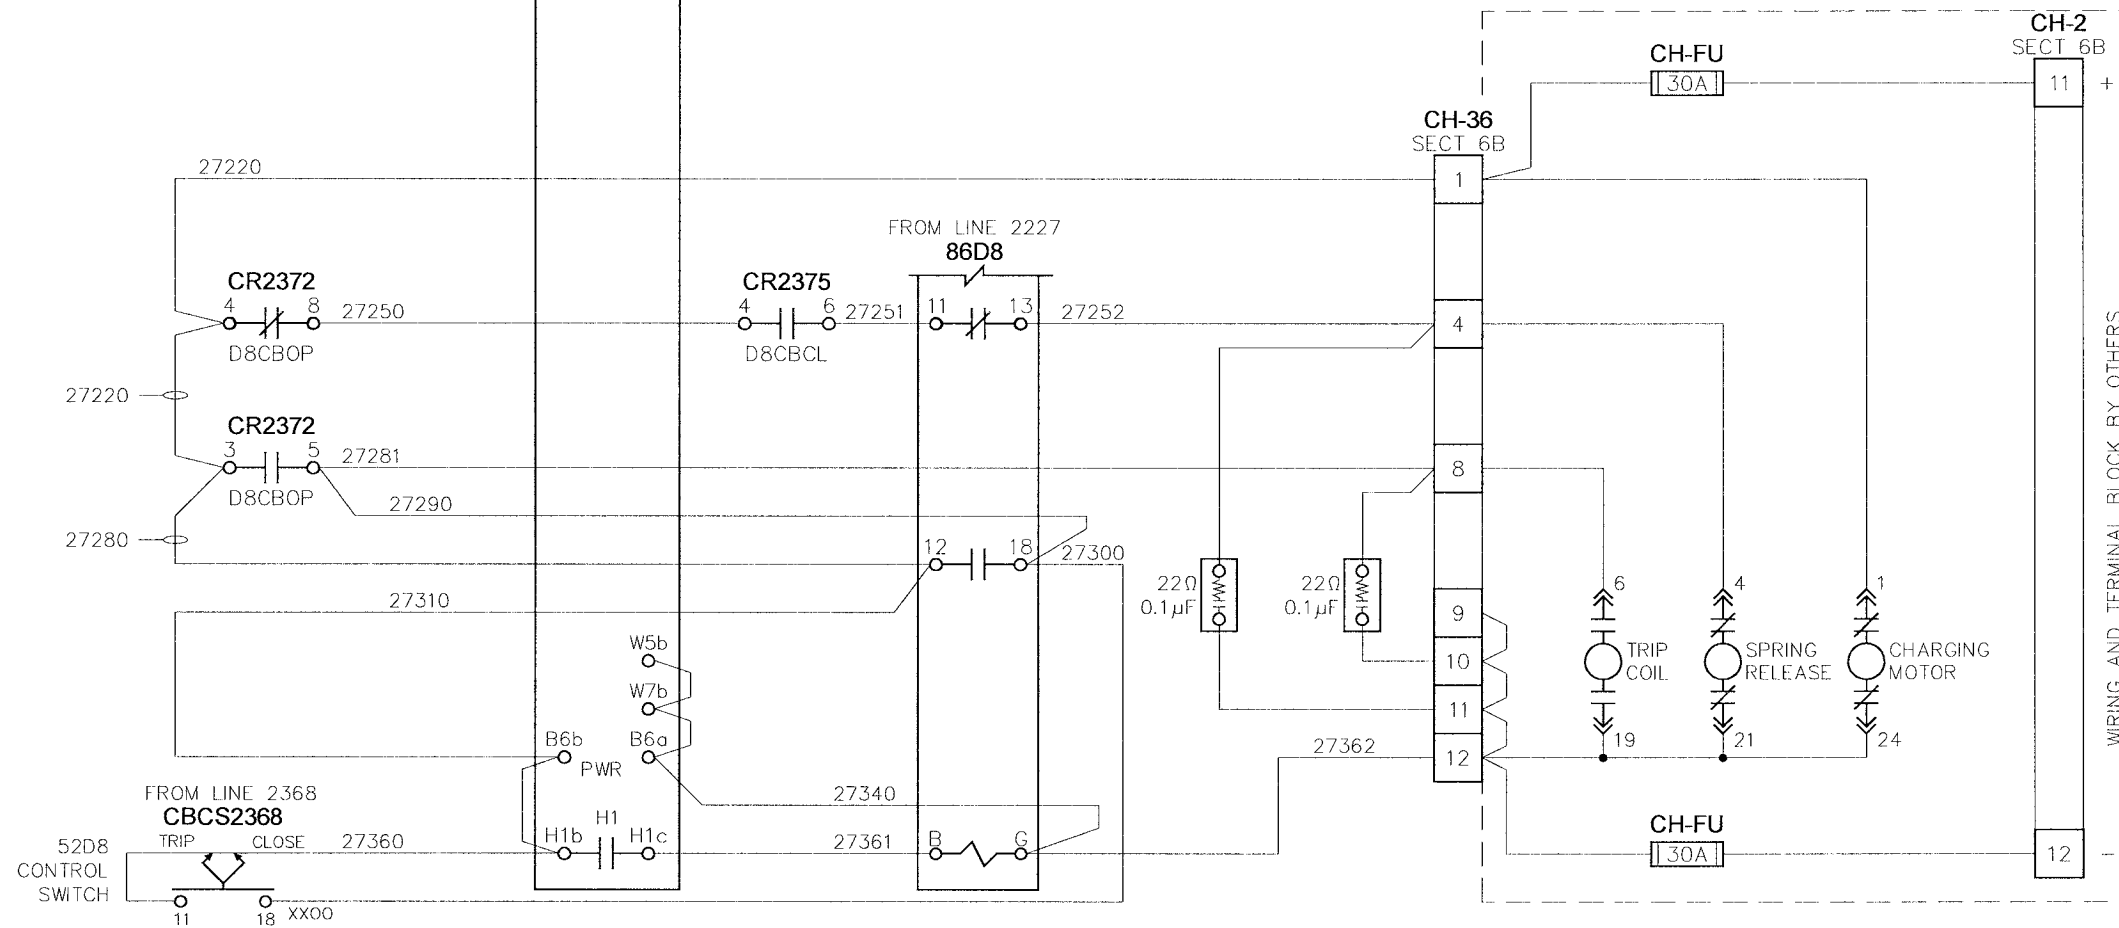 CH-2
SECT 6B
CH-FU
30A
11 +
CH-36
SECT 6B
27220
1
FROM LINE 2227
86D8
CR2372
4 8 27250
D8CBOP
CR2375
4 6 27251
D8CBCL
11 13 27252
4
27220
CR2372
3 5 27281
D8CBOP
8
27290
27280
12 18 27300
27310
22Ω
0.1µF
22Ω
0.1µF
9
10
11
12
6 4 1
TRIP
COIL
SPRING
RELEASE
CHARGING
MOTOR
19 21 24
WIRING AND TERMINAL BLOCK BY OTHERS
W5b
W7b
B6b B6a
PWR
27362
27340
FROM LINE 2368
CBCS2368
TRIP CLOSE
27360
H1
H1b H1c
27361
B G
52D8
CONTROL
SWITCH
11 18 XX00
CH-FU
30A
12 –